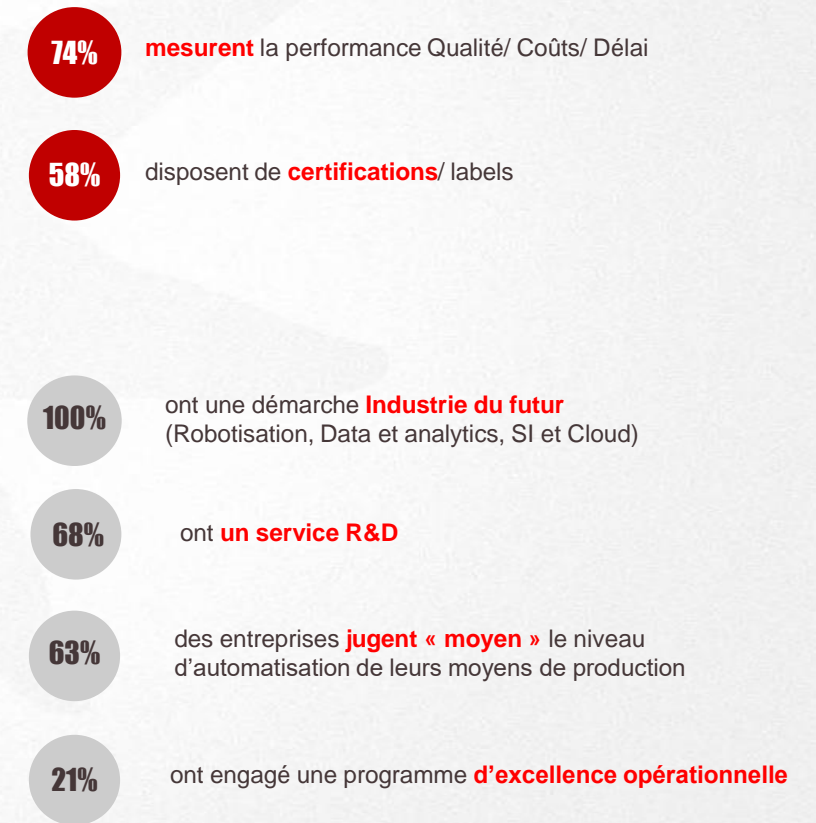 74%
mesurent la performance Qualité/ Coûts/ Délai
58%
disposent de certifications/ labels
100%
ont une démarche Industrie du futur
(Robotisation, Data et analytics, SI et Cloud)
68%
ont un service R&D
63%
des entreprises jugent « moyen » le niveau
d'automatisation de leurs moyens de production
21%
ont engagé une programme d'excellence opérationnelle